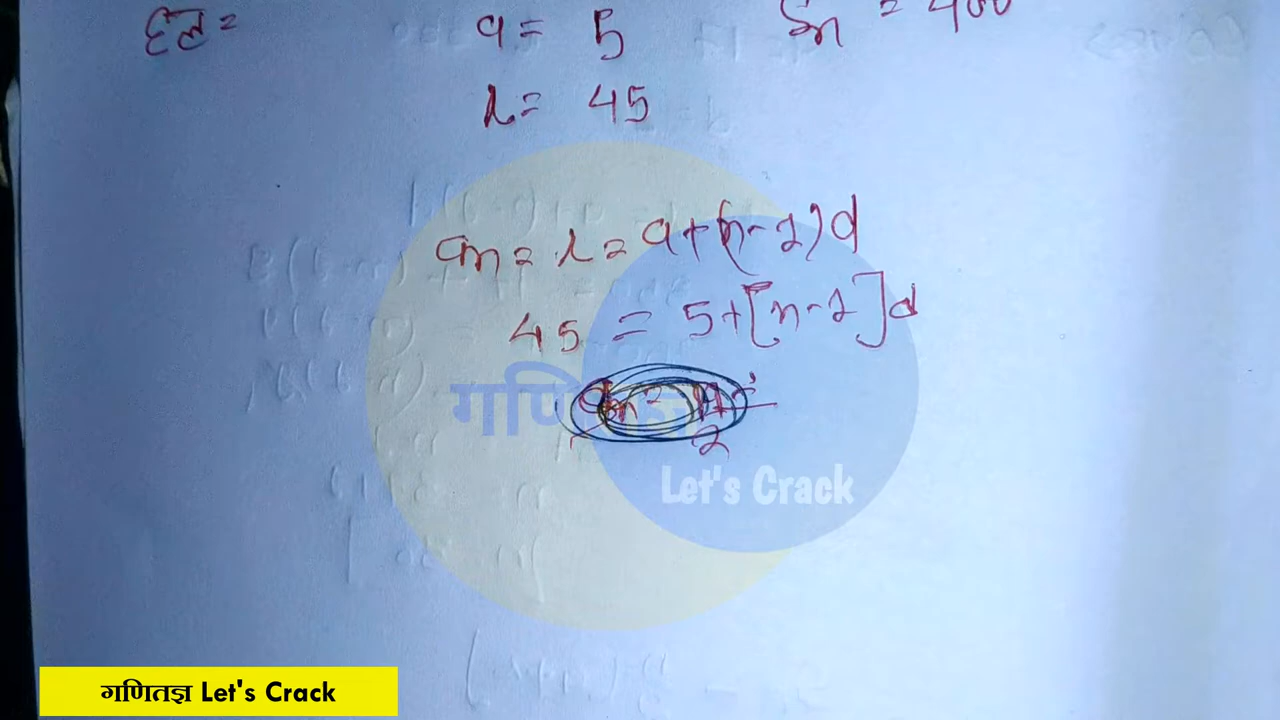 हल= a = 5 Sn = 400
l = 45
an = l = a+(n-1)d
45 = 5+[n-1]d
गणितज्ञ
Let's Crack
गणितज्ञ Let's Crack